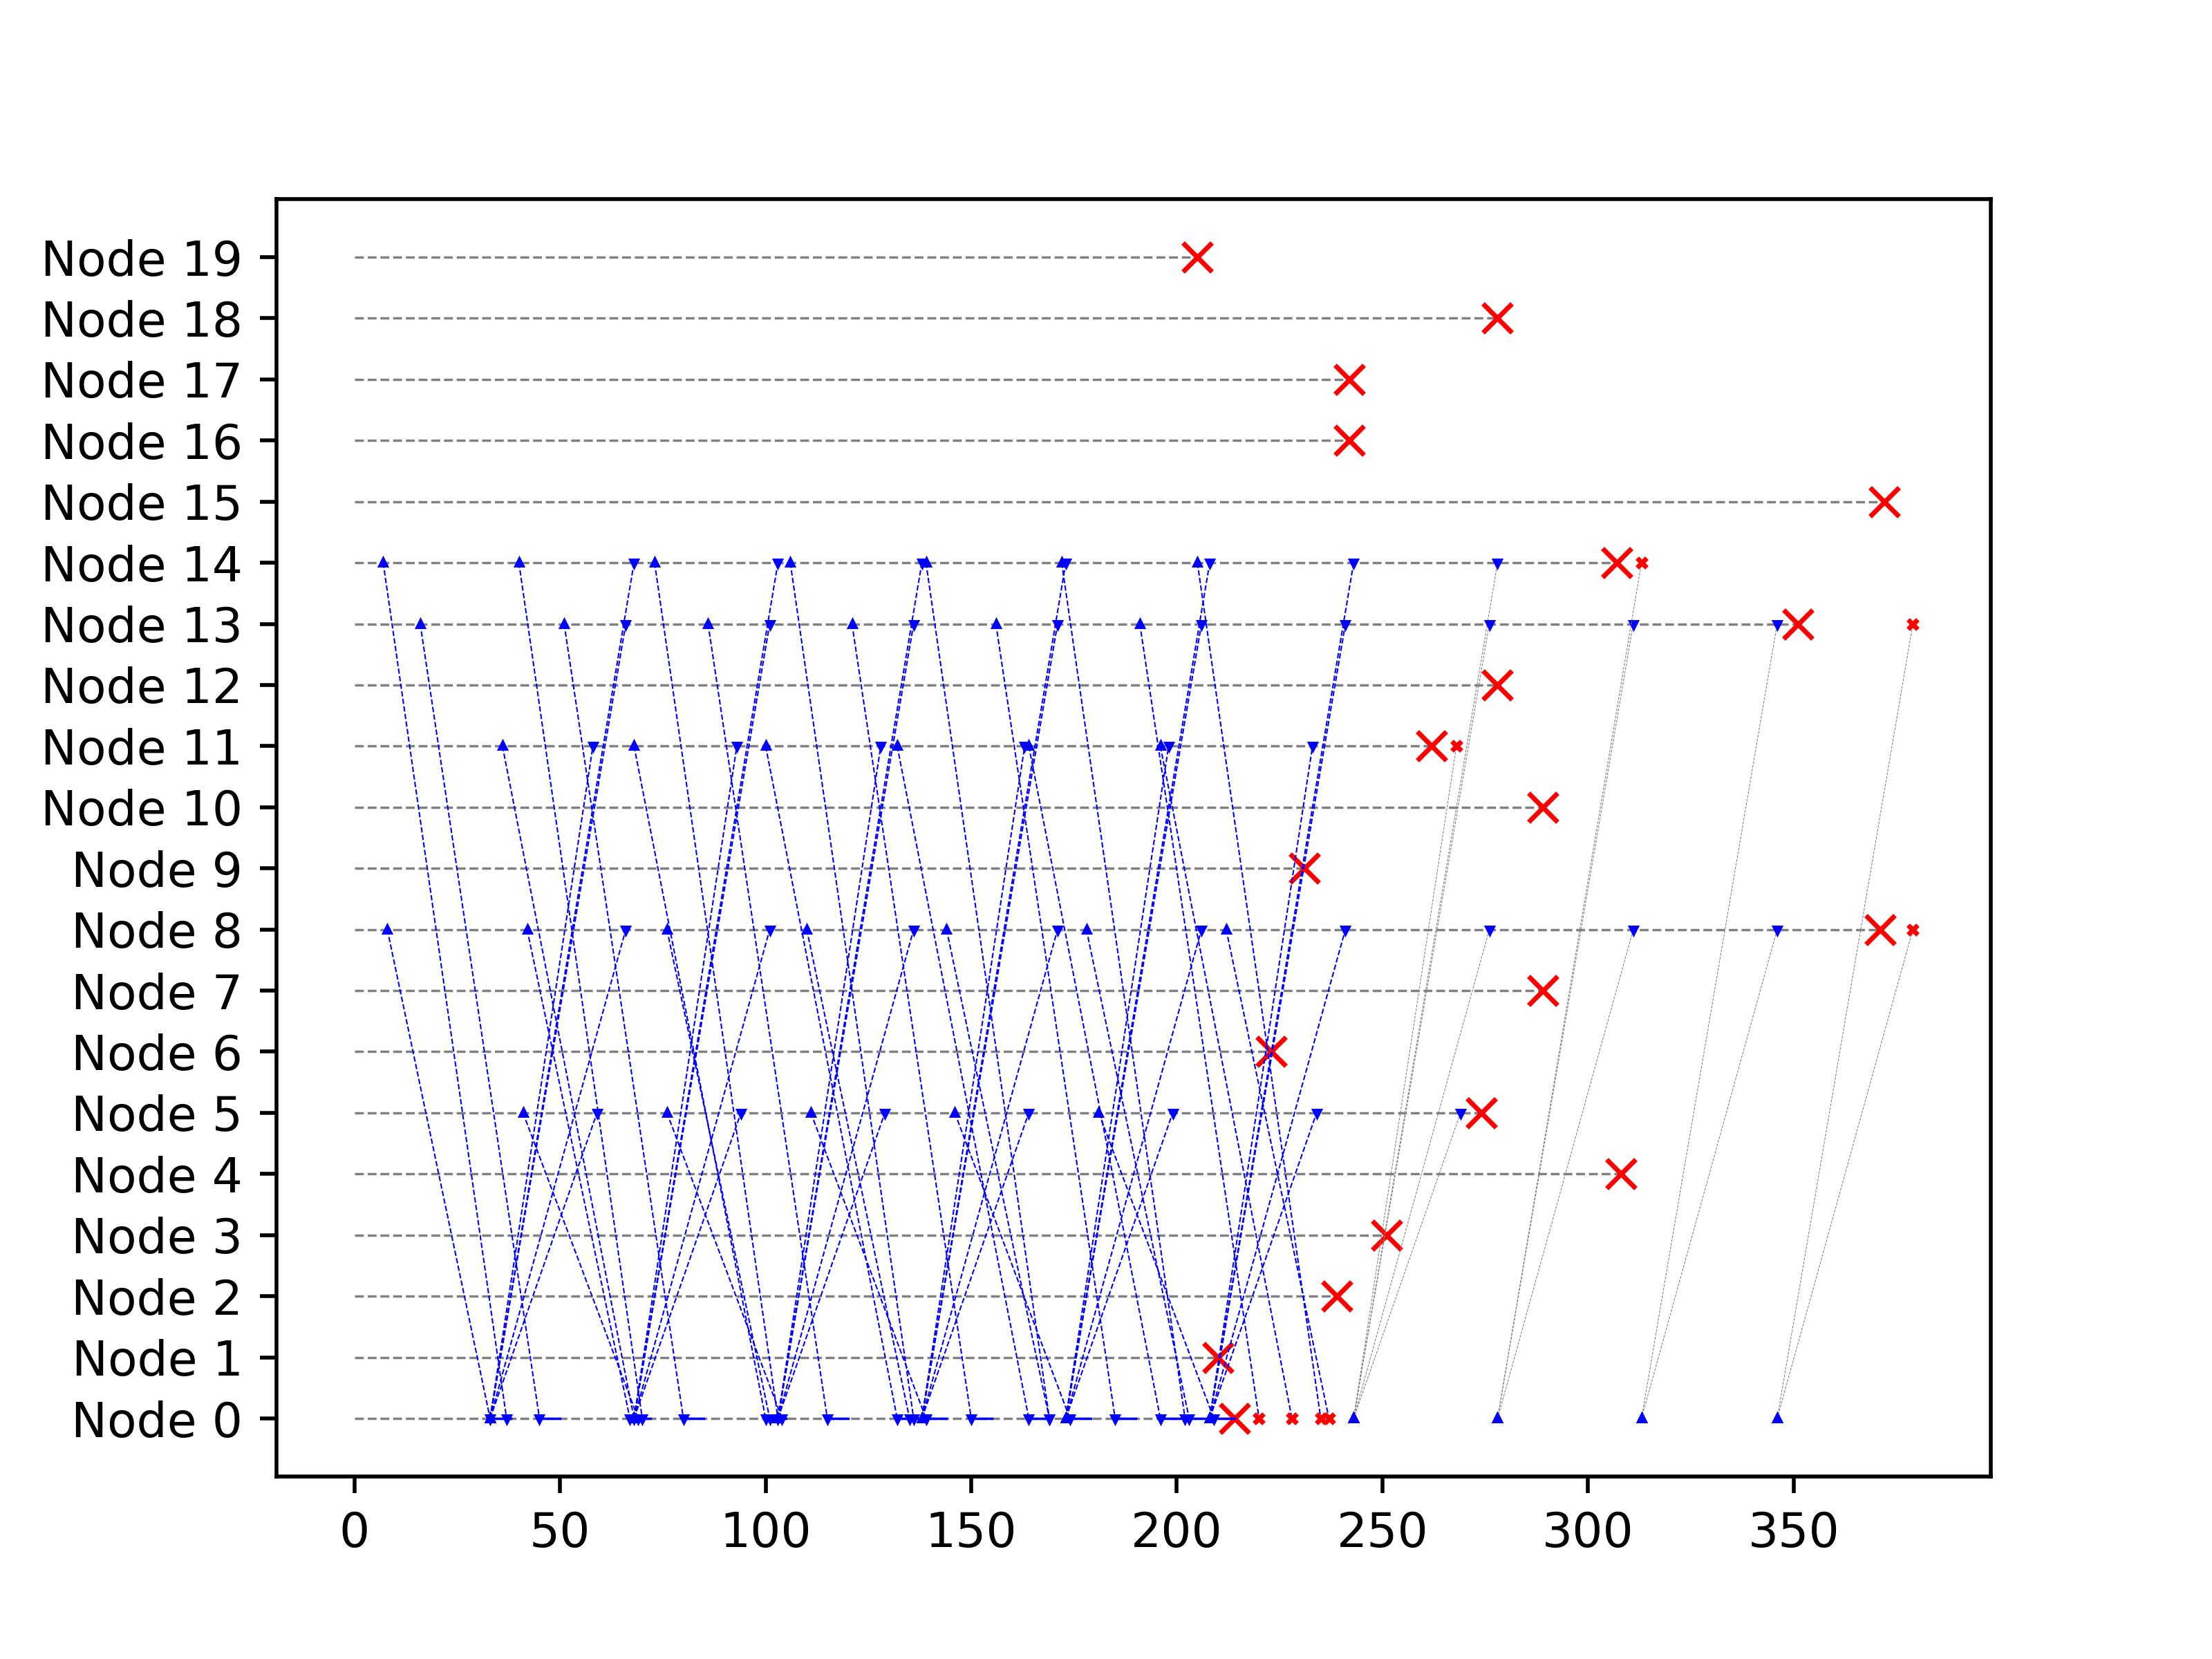 Node 19
Node 18
Node 17
Node 16
Node 15
Node 14
Node 13
Node 12
Node 11
Node 10
Node 9
Node 8
Node 7
Node 6
Node 5
Node 4
Node 3
Node 2
Node 1
Node 0
0 50 100 150 200 250 300 350